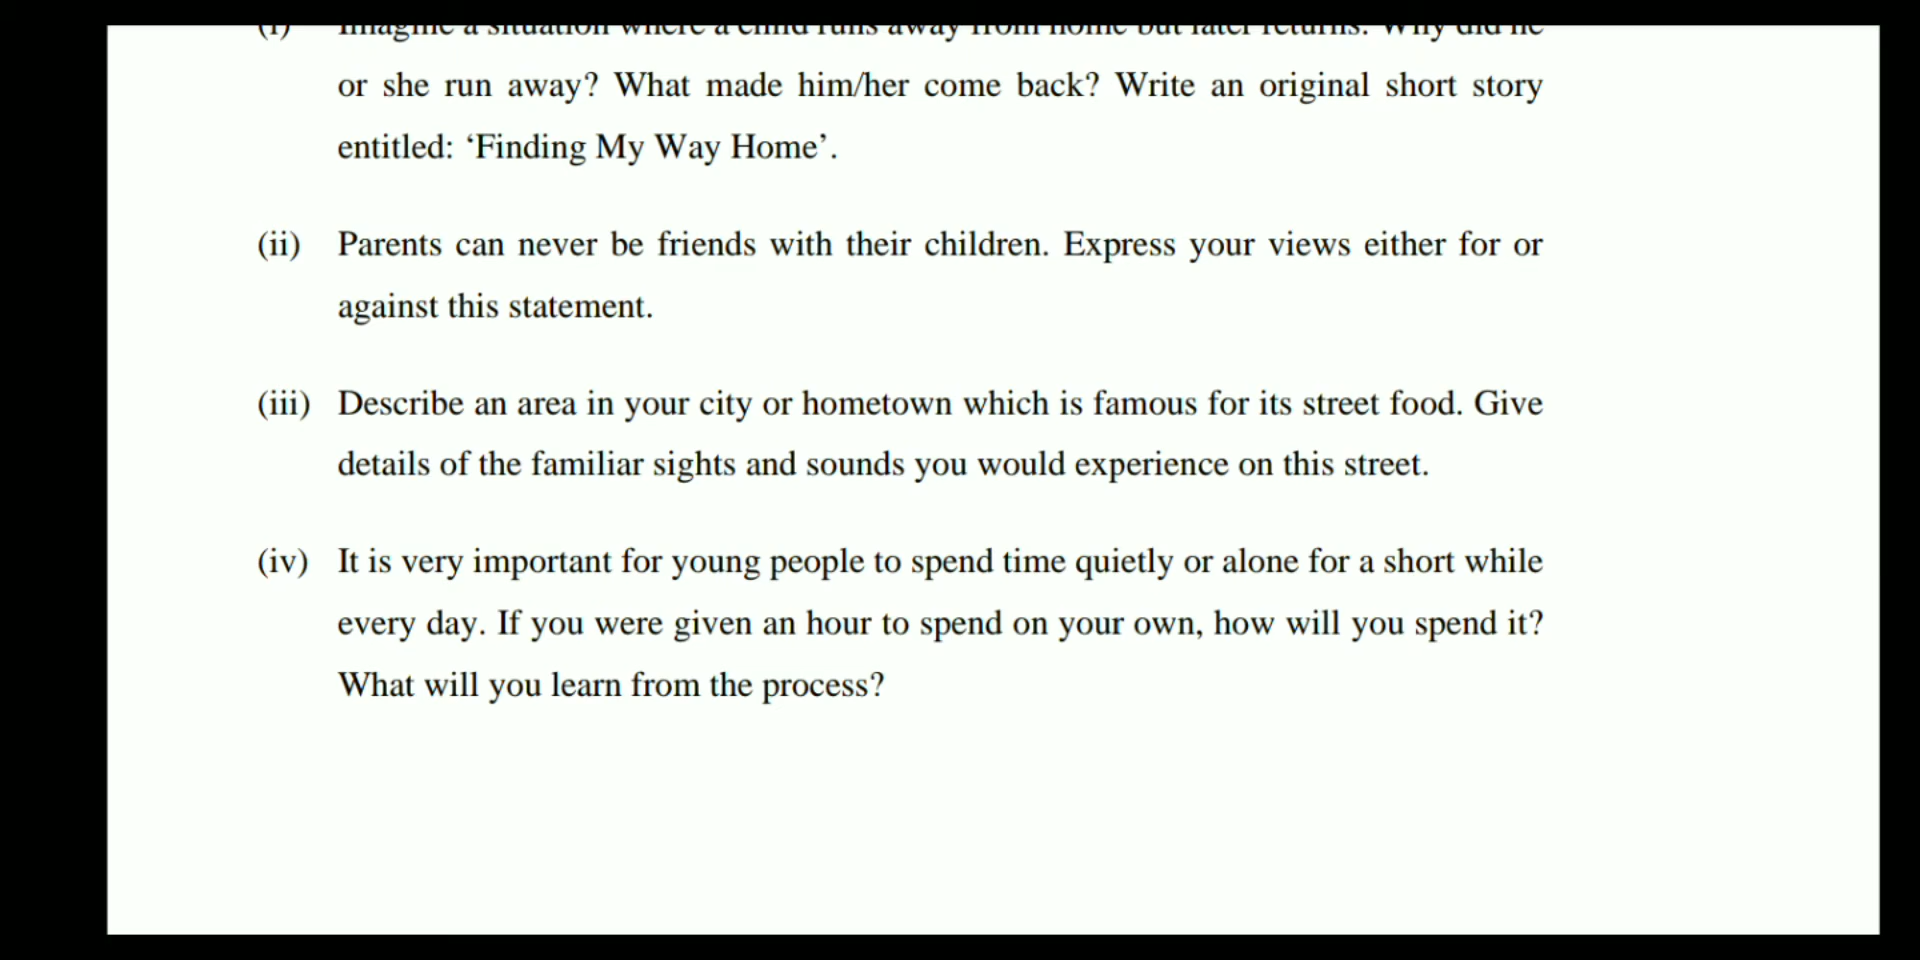 (i) Imagine a situation where a child runs away from home but later returns. Why did he
or she run away? What made him/her come back? Write an original short story
entitled: ‘Finding My Way Home’.
(ii) Parents can never be friends with their children. Express your views either for or
against this statement.
(iii) Describe an area in your city or hometown which is famous for its street food. Give
details of the familiar sights and sounds you would experience on this street.
(iv) It is very important for young people to spend time quietly or alone for a short while
every day. If you were given an hour to spend on your own, how will you spend it?
What will you learn from the process?